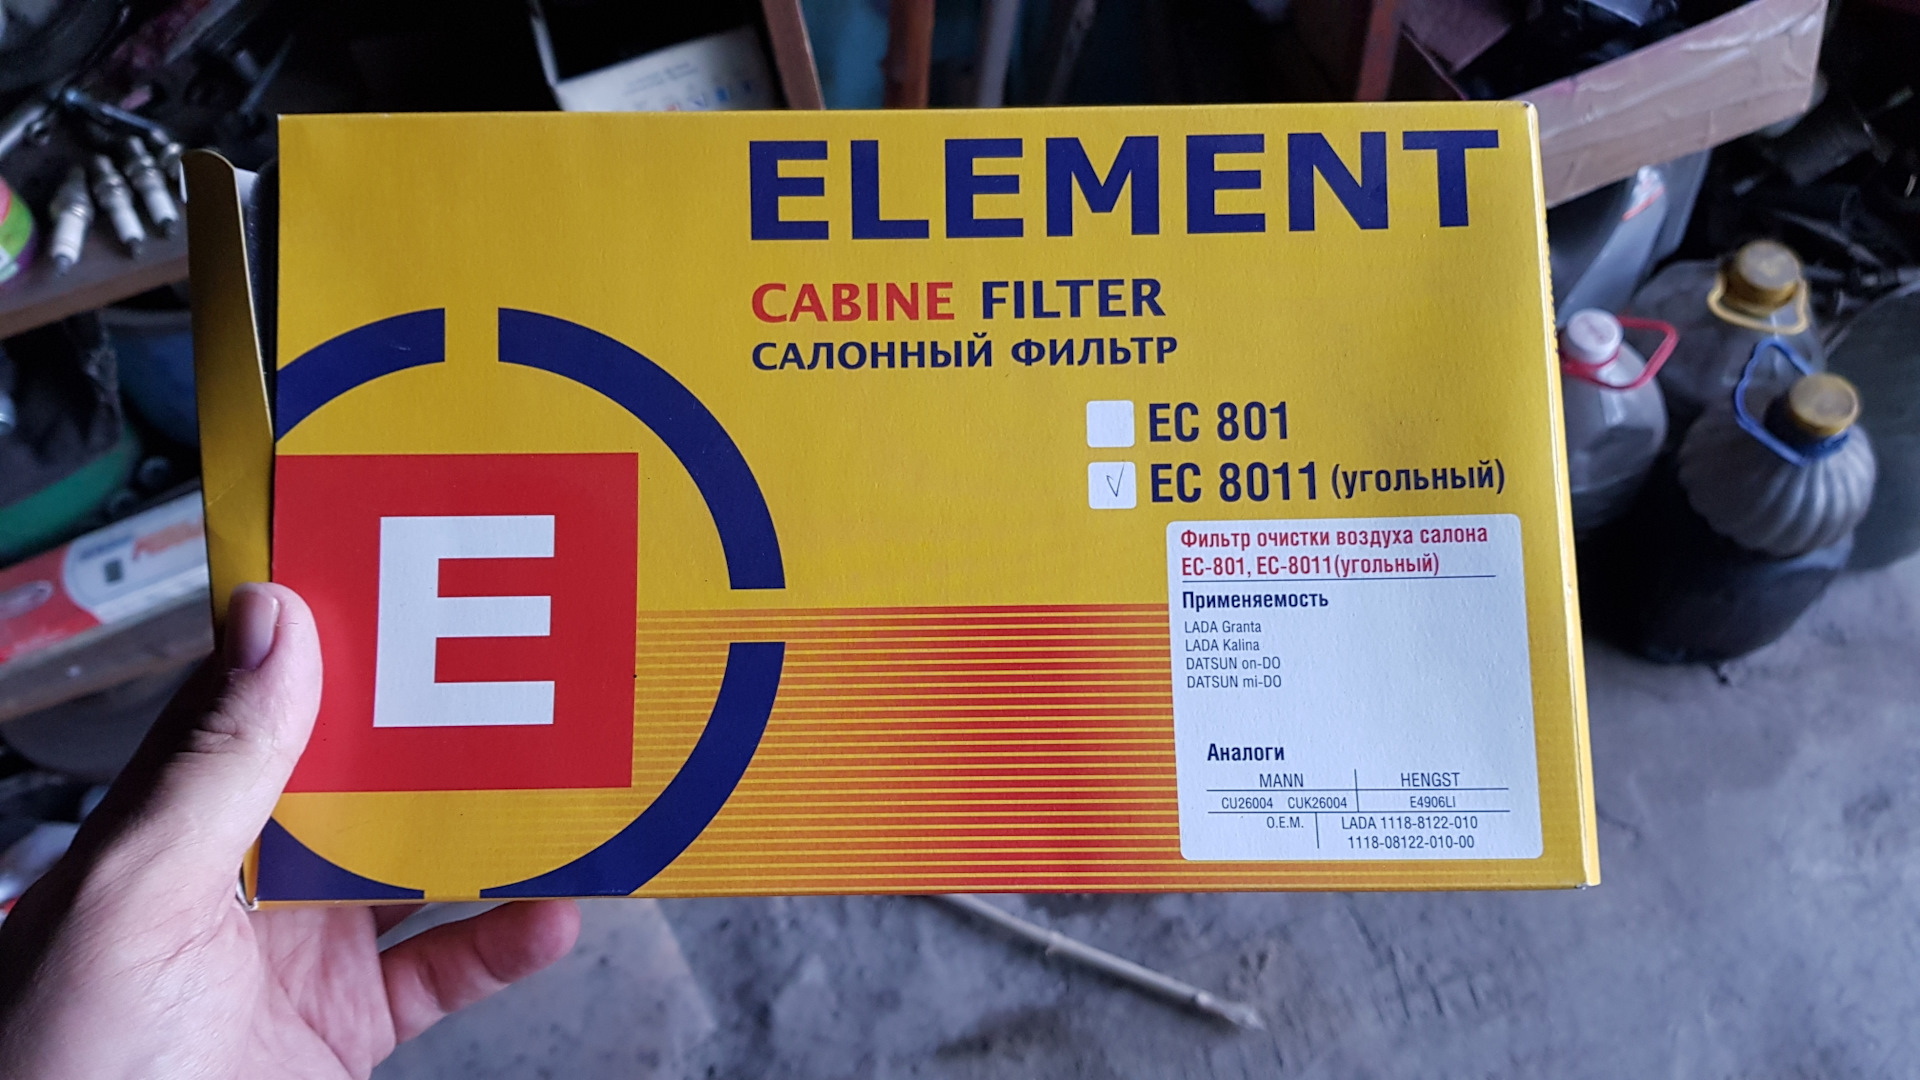 ELEMENT
CABINE FILTER
САЛОННЫЙ ФИЛЬТР
EC 801
EC 8011 (угольный)
Фильтр очистки воздуха салона
EC-801, EC-8011(угольный)
Применяемость
LADA Granta
LADA Kalina
DATSUN on-DO
DATSUN mi-DO
Аналоги
MANN HENGST
CU26004 CUK26004 E4906LI
O.E.M. LADA 1118-8122-010
1118-08122-010-00
E